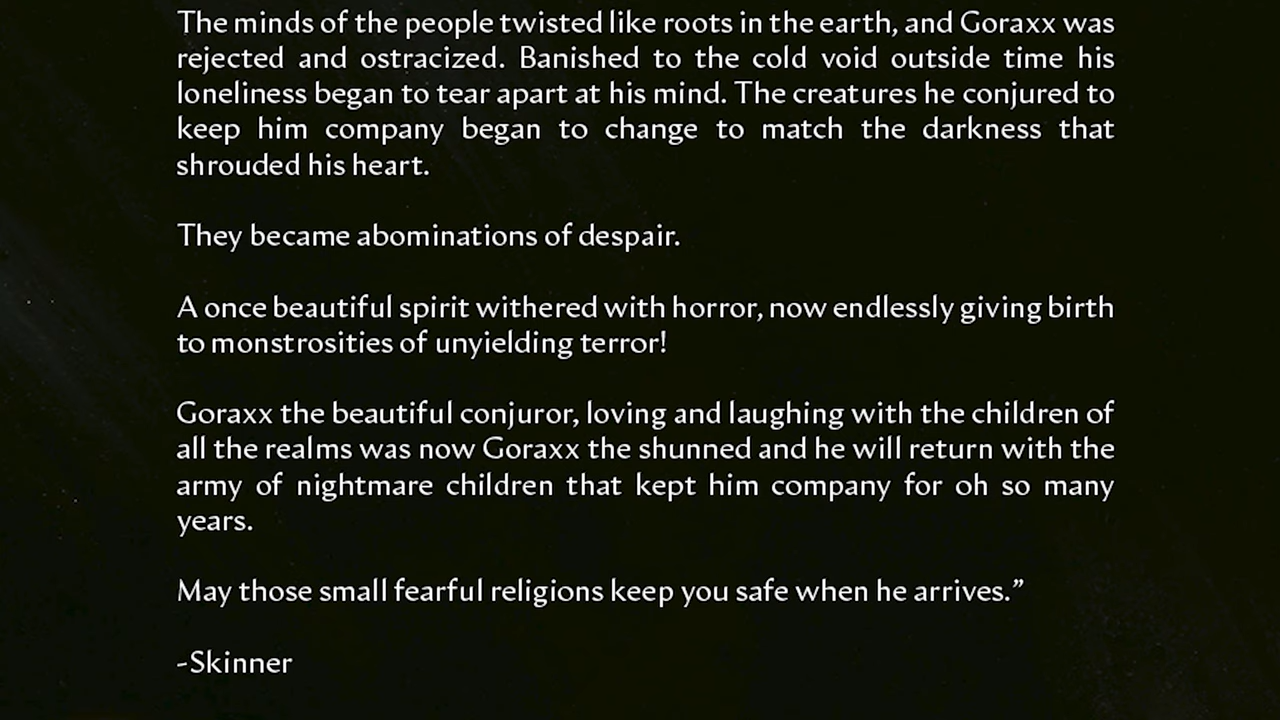 The minds of the people twisted like roots in the earth, and Goraxx was
rejected and ostracized. Banished to the cold void outside time his
loneliness began to tear apart at his mind. The creatures he conjured to
keep him company began to change to match the darkness that
shrouded his heart.
They became abominations of despair.
A once beautiful spirit withered with horror, now endlessly giving birth
to monstrosities of unyielding terror!
Goraxx the beautiful conjuror, loving and laughing with the children of
all the realms was now Goraxx the shunned and he will return with the
army of nightmare children that kept him company for oh so many
years.
May those small fearful religions keep you safe when he arrives.”
-Skinner